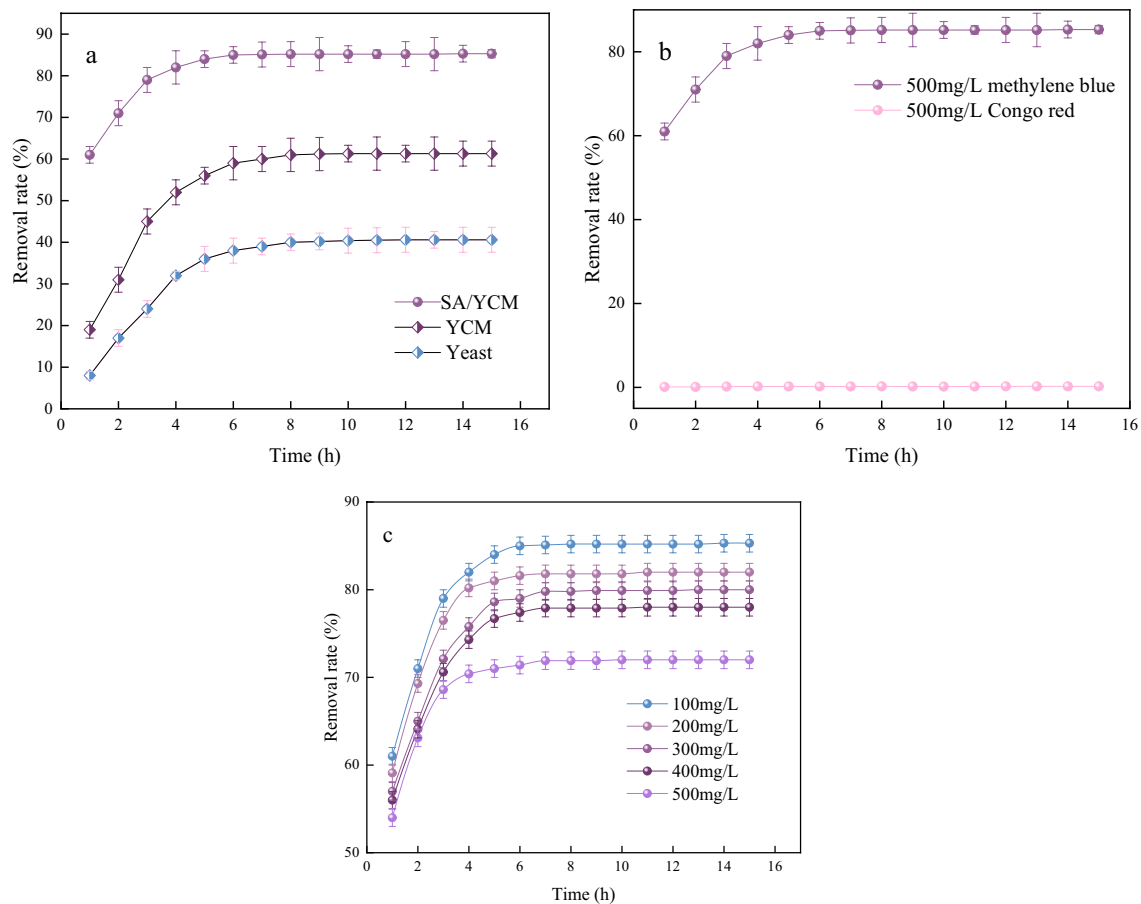 a
Removal rate (%)
90
80
70
60
50
40
30
20
10
0
SA/YCM
YCM
Yeast
0 2 4 6 8 10 12 14 16
Time (h)
b
Removal rate (%)
80
60
40
20
0
500mg/L methylene blue
500mg/L Congo red
0 2 4 6 8 10 12 14 16
Time (h)
c
Removal rate (%)
90
80
70
60
50
100mg/L
200mg/L
300mg/L
400mg/L
500mg/L
0 2 4 6 8 10 12 14 16
Time (h)